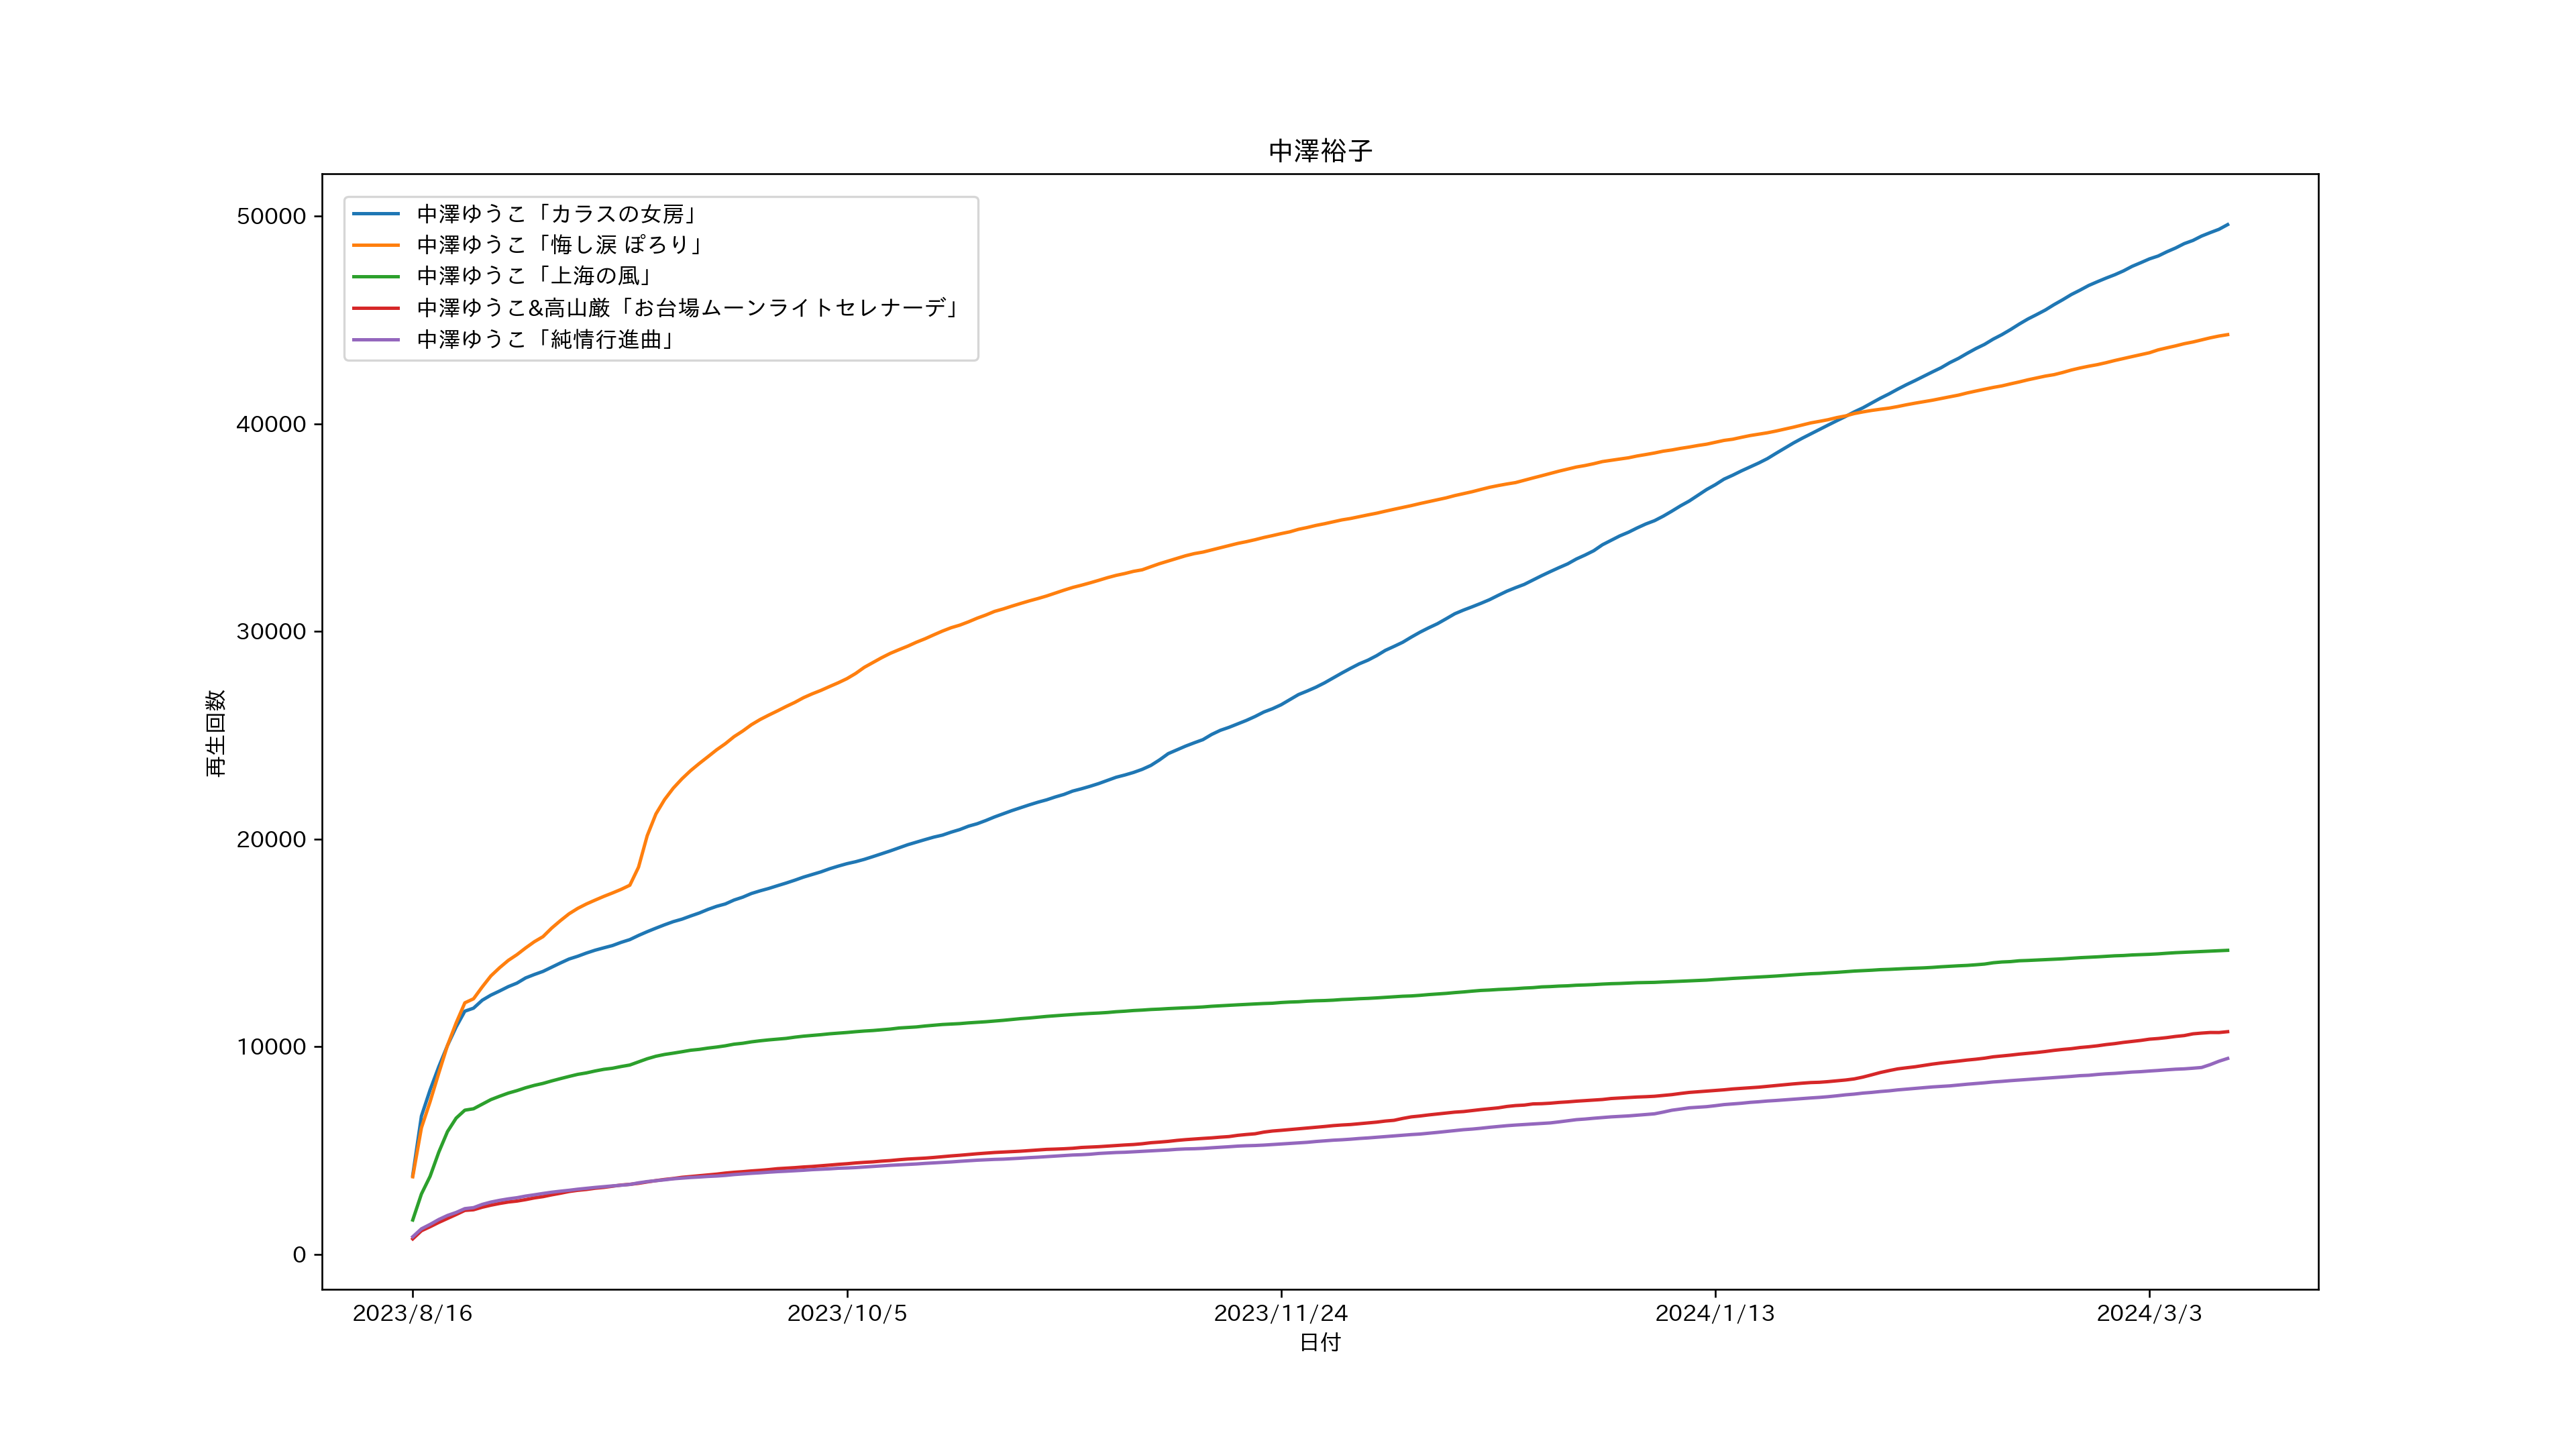 中澤裕子
中澤ゆうこ「カラスの女房」
中澤ゆうこ「悔し涙 ぽろり」
中澤ゆうこ「上海の風」
中澤ゆうこ&高山厳「お台場ムーンライトセレナーデ」
中澤ゆうこ「純情行進曲」
50000
40000
30000
20000
10000
0
再生回数
2023/8/16
2023/10/5
2023/11/24
2024/1/13
2024/3/3
日付